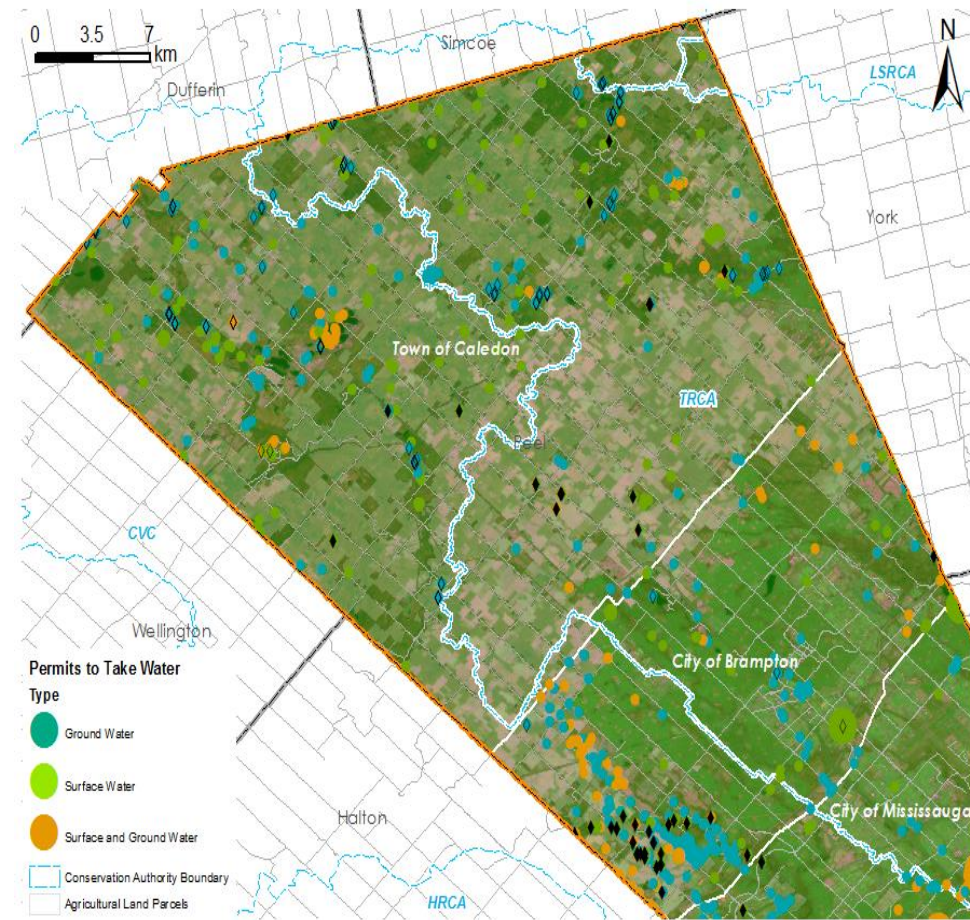 0 3.5 7
km
Simcoe
N
Dufferin
LSRCA
York
Town of Caledon
TRCA
Peel
CVC
Wellington
City of Brampton
City of Mississauga
Halton
HRCA
Permits to Take Water
Type
Ground Water
Surface Water
Surface and Ground Water
Conservation Authority Boundary
Agricultural Land Parcels